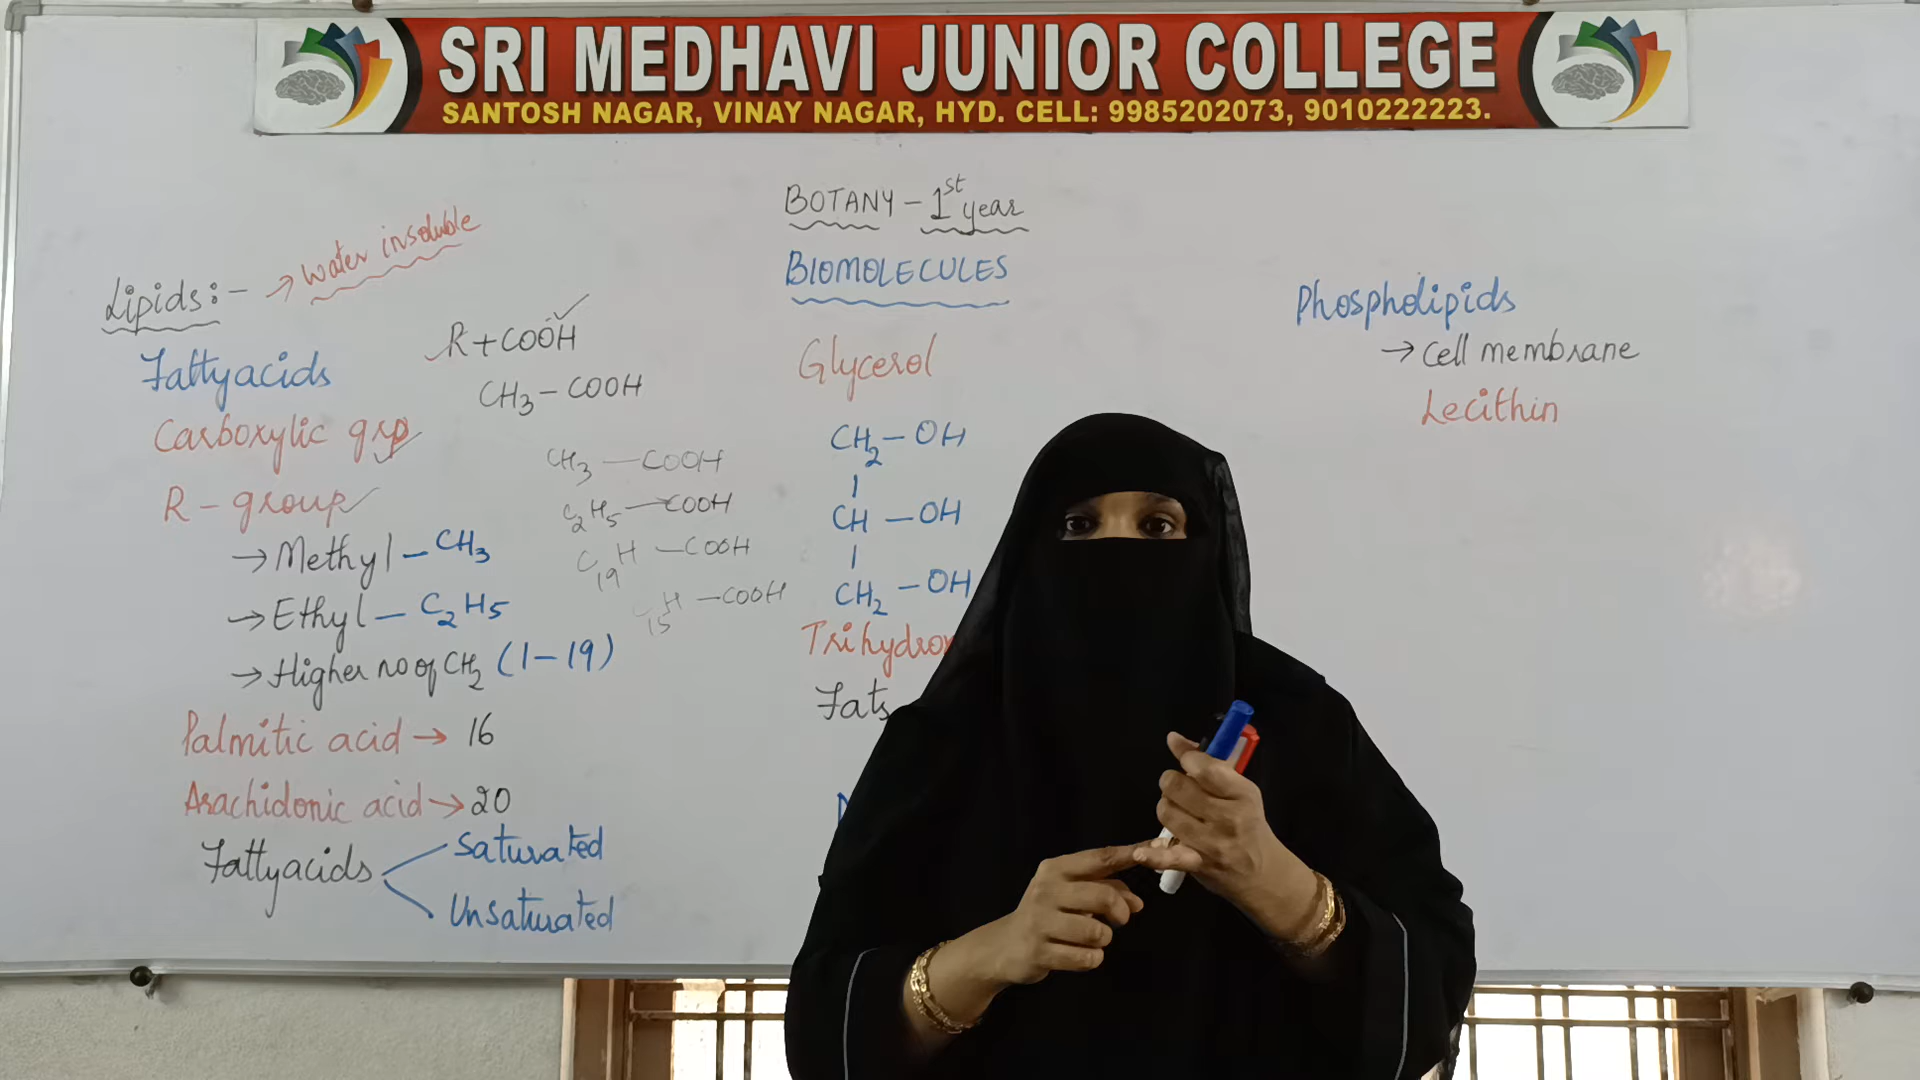 SRI MEDHAVI JUNIOR COLLEGE
SANTOSH NAGAR, VINAY NAGAR, HYD. CELL: 9985202073, 9010222223.
BOTANY - 1st year
BIOMOLECULES
Lipids:- → water insoluble
Fattyacids
R+COOH
CH3-COOH
Carboxylic grp
CH3-COOH
R-group
C2H5-COOH
→ Methyl-CH3
C19H-COOH
→ Ethyl-C2H5
C15H-COOH
→ Higher no of CH2 (1-19)
Palmitic acid → 16
Arachidonic acid → 20
Fattyacids
Saturated
Unsaturated
Glycerol
CH2-OH
CH-OH
CH2-OH
Fats
Phospholipids
→ Cell membrane
Lecithin